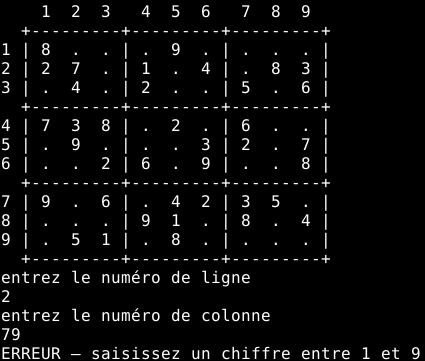 1 2 3   4 5 6   7 8 9
  +-------+-------+-------+
1 | 8 . . | . 9 . | . . . |
2 | 2 7 . | 1 . 4 | . 8 3 |
3 | . 4 . | 2 . . | 5 . 6 |
  +-------+-------+-------+
4 | 7 3 8 | . 2 . | 6 . . |
5 | . 9 . | . . 3 | 2 . 7 |
6 | . . 2 | 6 . 9 | . . 8 |
  +-------+-------+-------+
7 | 9 . 6 | . 4 2 | 3 5 . |
8 | . . . | 9 1 . | 8 . 4 |
9 | . 5 1 | . 8 . | . . . |
  +-------+-------+-------+
entrez le numéro de ligne
2
entrez le numéro de colonne
79
ERREUR – saisissez un chiffre entre 1 et 9